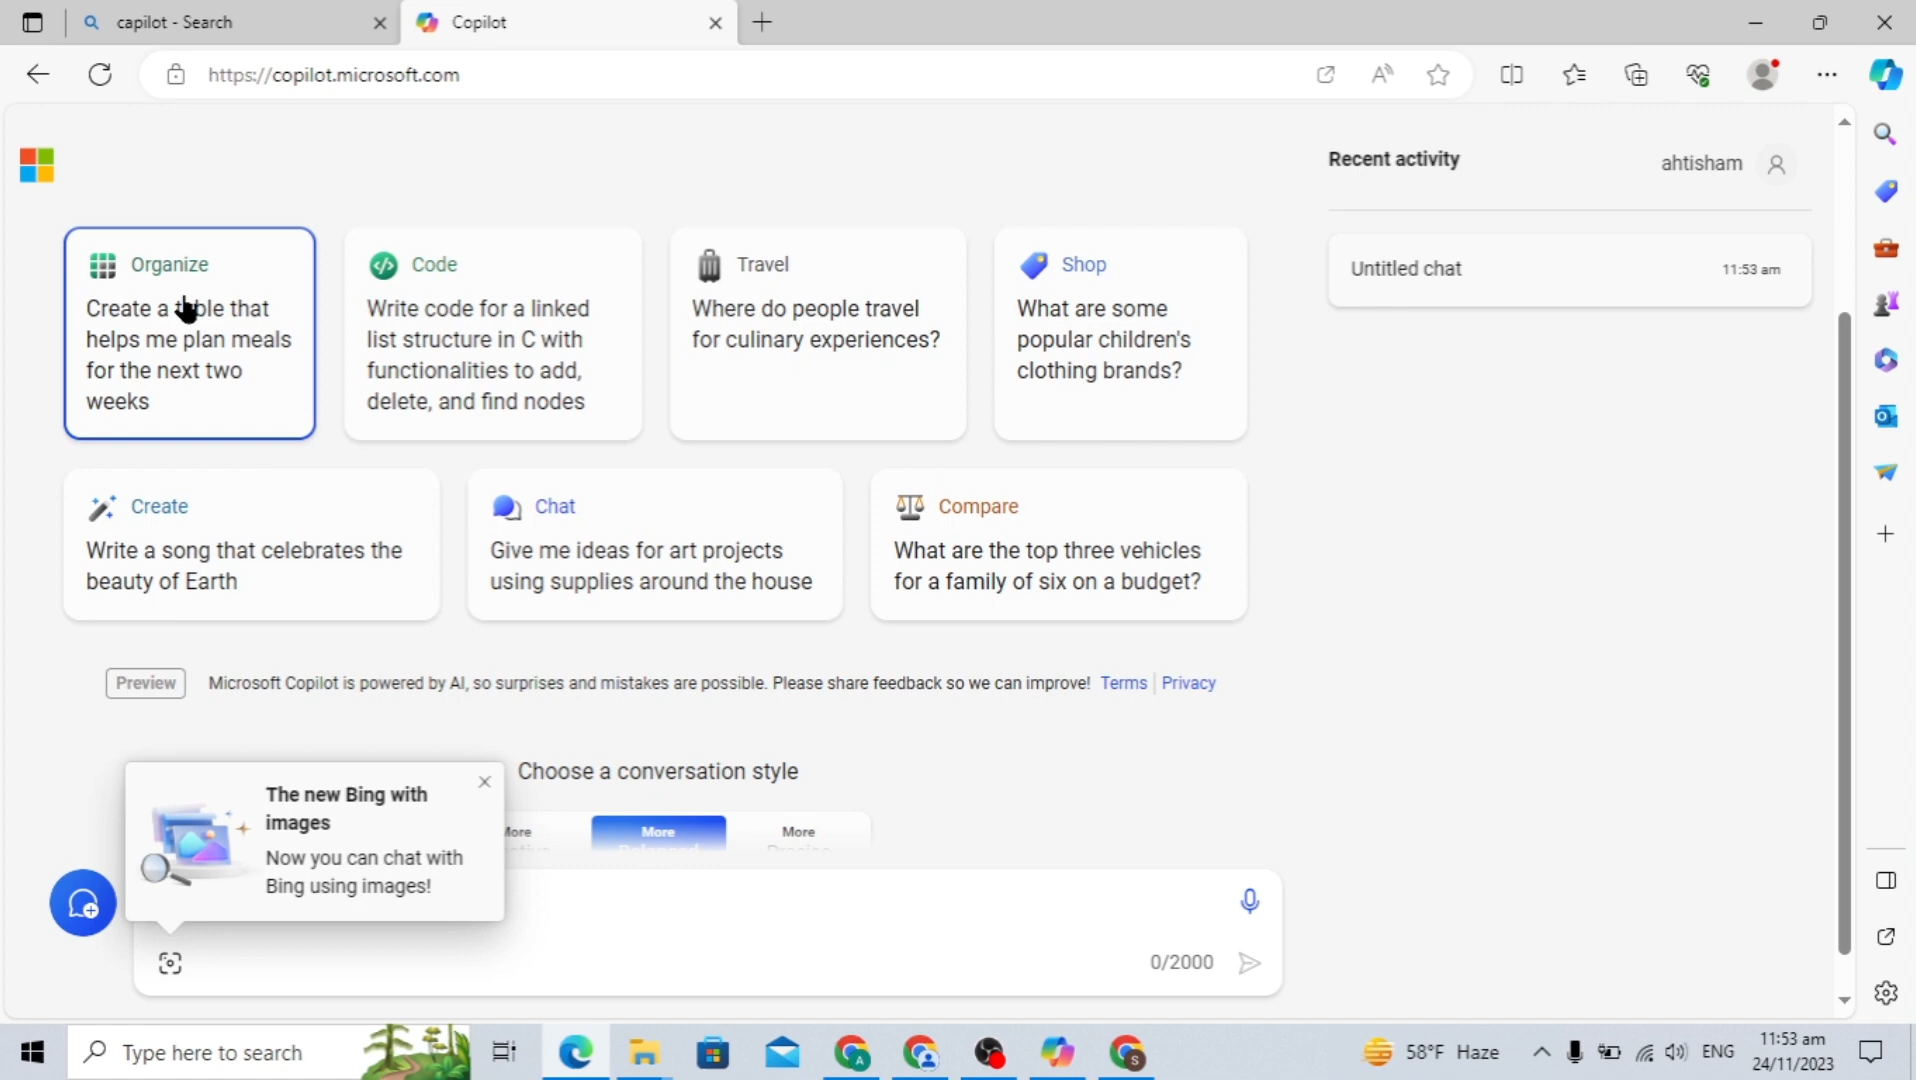 capilot - Search
Copilot
https://copilot.microsoft.com
Recent activity
ahtisham
Untitled chat
11:53 am
Organize
Create a table that
helps me plan meals
for the next two
weeks
Code
Write code for a linked
list structure in C with
functionalities to add,
delete, and find nodes
Travel
Where do people travel
for culinary experiences?
Shop
What are some
popular children's
clothing brands?
Create
Write a song that celebrates the
beauty of Earth
Chat
Give me ideas for art projects
using supplies around the house
Compare
What are the top three vehicles
for a family of six on a budget?
Preview
Microsoft Copilot is powered by AI, so surprises and mistakes are possible. Please share feedback so we can improve! Terms Privacy
Choose a conversation style
More
More
Balanced
More
Precise
The new Bing with
images
Now you can chat with
Bing using images!
0/2000
Type here to search
58°F Haze
ENG
11:53 am
24/11/2023